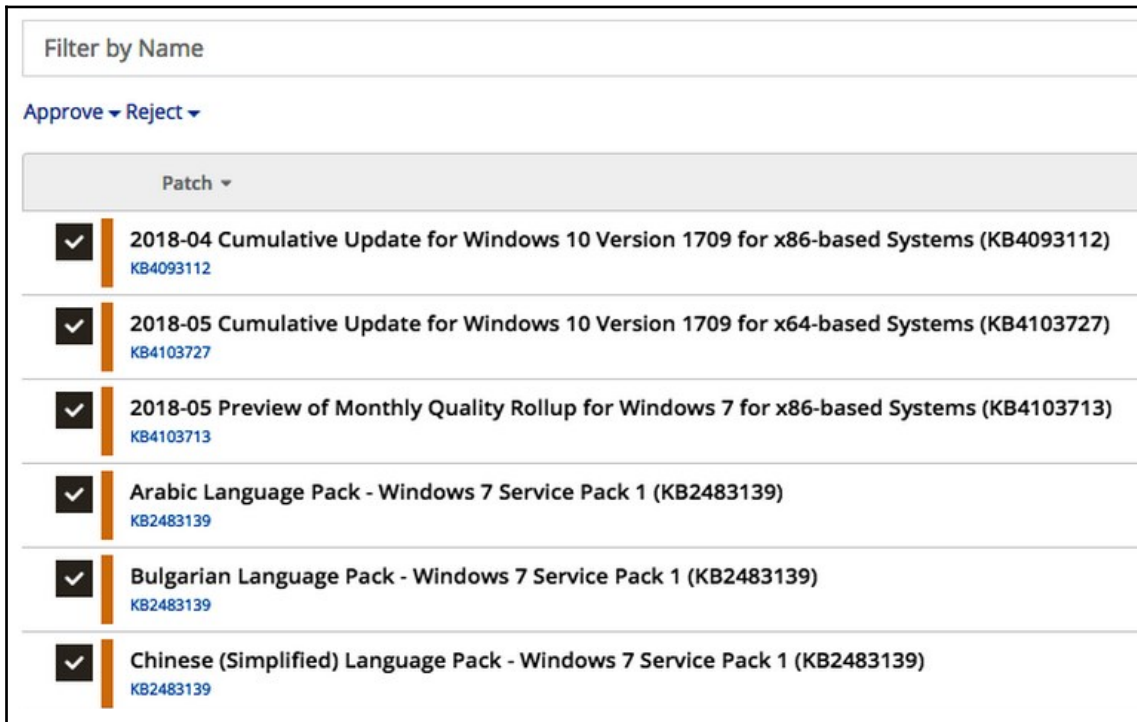 Filter by Name
Approve Reject
Patch
2018-04 Cumulative Update for Windows 10 Version 1709 for x86-based Systems (KB4093112)
KB4093112
2018-05 Cumulative Update for Windows 10 Version 1709 for x64-based Systems (KB4103727)
KB4103727
2018-05 Preview of Monthly Quality Rollup for Windows 7 for x86-based Systems (KB4103713)
KB4103713
Arabic Language Pack - Windows 7 Service Pack 1 (KB2483139)
KB2483139
Bulgarian Language Pack - Windows 7 Service Pack 1 (KB2483139)
KB2483139
Chinese (Simplified) Language Pack - Windows 7 Service Pack 1 (KB2483139)
KB2483139